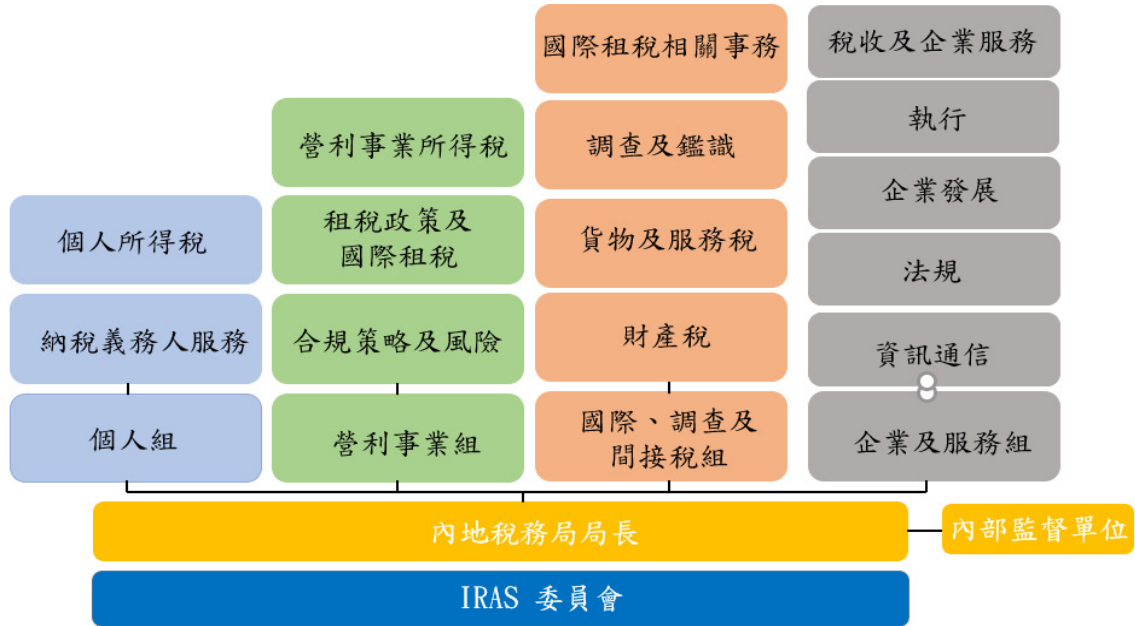 國際租稅相關事務
稅收及企業服務
營利事業所得稅
調查及鑑識
執行
個人所得稅
租稅政策及
國際租稅
貨物及服務稅
企業發展
法規
納稅義務人服務
合規策略及風險
財產稅
資訊通信
個人組
營利事業組
國際、調查及
間接稅組
企業及服務組
內地稅務局局長
內部監督單位
IRAS 委員會